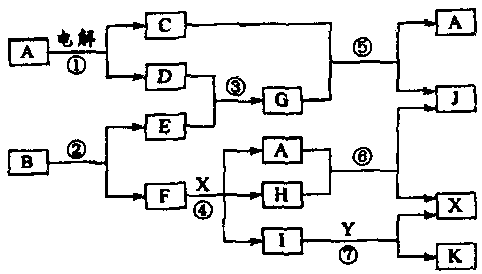 A 电解 ① C ⑤ A
D ③ G J
B ② E A ⑥
F X ④ H X
I Y ⑦ K